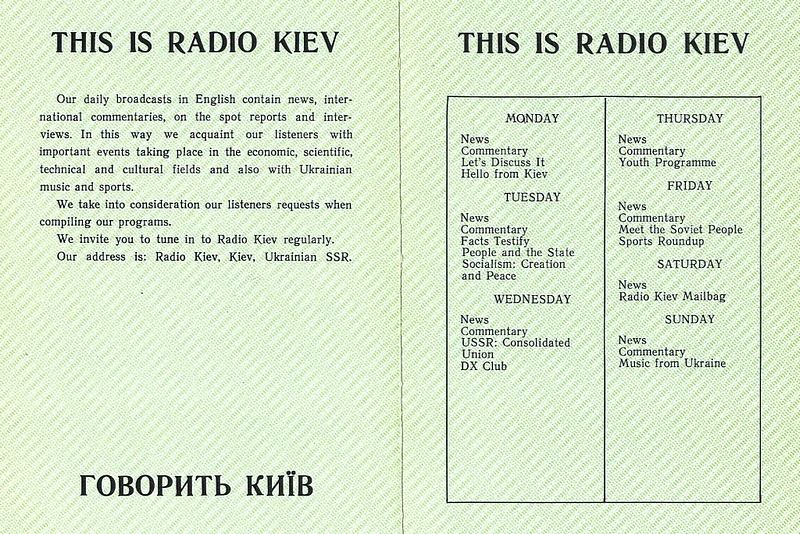 THIS IS RADIO KIEV
Our daily broadcasts in English contain news, inter-
national commentaries, on the spot reports and inter-
views. In this way we acquaint our listeners with
important events taking place in the economic, scientific,
technical and cultural fields and also with Ukrainian
music and sports.
We take into consideration our listeners requests when
compiling our programs.
We invite you to tune in to Radio Kiev regularly.
Our address is: Radio Kiev, Kiev, Ukrainian SSR.
ГОВОРИТЬ КИЇВ
THIS IS RADIO KIEV
MONDAY
News
Commentary
Let's Discuss It
Hello from Kiev
TUESDAY
News
Commentary
Facts Testify
People and the State
Socialism: Creation
and Peace
WEDNESDAY
News
Commentary
USSR: Consolidated
Union
DX Club
THURSDAY
News
Commentary
Youth Programme
FRIDAY
News
Commentary
Meet the Soviet People
Sports Roundup
SATURDAY
News
Radio Kiev Mailbag
SUNDAY
News
Commentary
Music from Ukraine